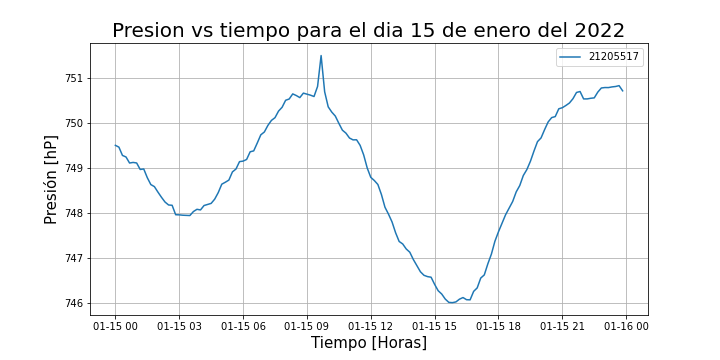 Presion vs tiempo para el dia 15 de enero del 2022
21205517
Presión [hP]
751
750
749
748
747
746
01-15 00 01-15 03 01-15 06 01-15 09 01-15 12 01-15 15 01-15 18 01-15 21 01-16 00
Tiempo [Horas]